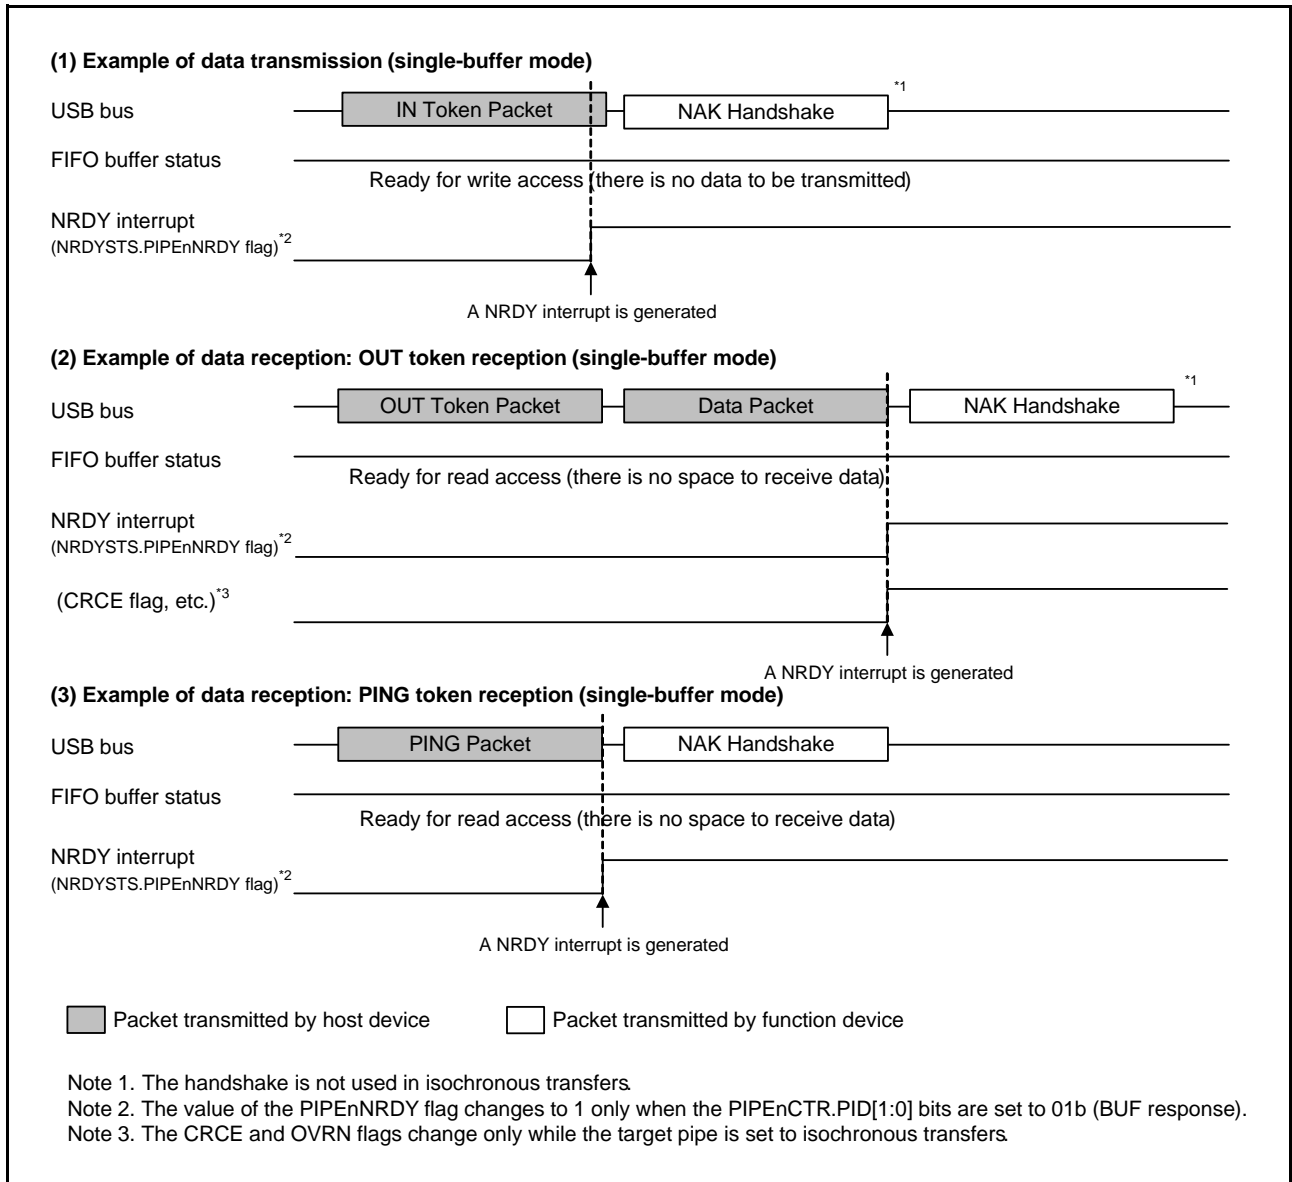 (1) Example of data transmission (single-buffer mode)
USB bus
IN Token Packet
NAK Handshake
*1
FIFO buffer status
Ready for write access (there is no data to be transmitted)
NRDY interrupt
(NRDYSTS.PIPEnNRDY flag)*2
A NRDY interrupt is generated
(2) Example of data reception: OUT token reception (single-buffer mode)
USB bus
OUT Token Packet
Data Packet
NAK Handshake
*1
FIFO buffer status
Ready for read access (there is no space to receive data)
NRDY interrupt
(NRDYSTS.PIPEnNRDY flag)*2
(CRCE flag, etc.)*3
A NRDY interrupt is generated
(3) Example of data reception: PING token reception (single-buffer mode)
USB bus
PING Packet
NAK Handshake
FIFO buffer status
Ready for read access (there is no space to receive data)
NRDY interrupt
(NRDYSTS.PIPEnNRDY flag)*2
A NRDY interrupt is generated
Packet transmitted by host device
Packet transmitted by function device
Note 1. The handshake is not used in isochronous transfers.
Note 2. The value of the PIPEnNRDY flag changes to 1 only when the PIPEnCTR.PID[1:0] bits are set to 01b (BUF response).
Note 3. The CRCE and OVRN flags change only while the target pipe is set to isochronous transfers.